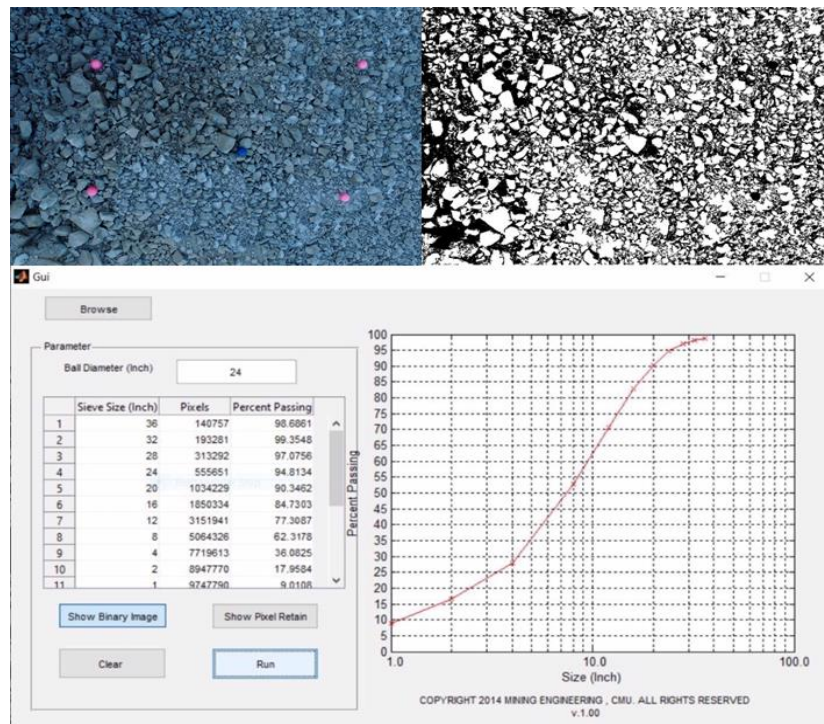 Gui
Browse
Parameter
Ball Diameter (Inch) 24
Sieve Size (Inch) Pixels Percent Passing
1 36 140757 98.6861
2 32 193281 99.3548
3 28 313292 97.0756
4 24 555651 94.8134
5 20 1034229 90.3462
6 16 1850334 84.7303
7 12 3151941 77.3087
8 8 5064326 62.3178
9 4 7719613 36.0825
10 2 8947770 17.9584
11 1 9747790 9.0108
Show Binary Image Show Pixel Retain
Clear Run
100
95
90
85
80
75
70
65
60
55
50
45
40
35
30
25
20
15
10
5
0
Percent Passing
1.0 10.0 100.0
Size (Inch)
COPYRIGHT 2014 MINING ENGINEERING , CMU. ALL RIGHTS RESERVED
v.1.00